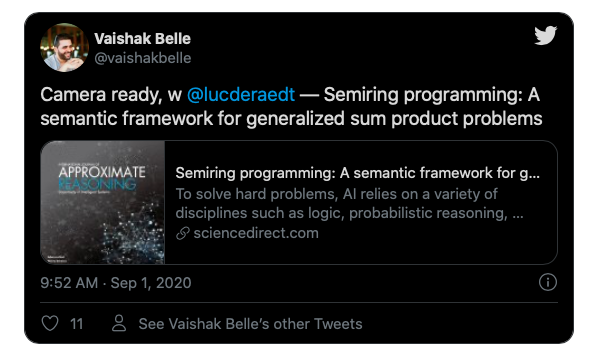 Vaishak Belle
@vaishakbelle
Camera ready, w @lucderaedt — Semiring programming: A
semantic framework for generalized sum product problems
APPROXIMATE
REASONING
Semiring programming: A semantic framework for g...
To solve hard problems, AI relies on a variety of
disciplines such as logic, probabilistic reasoning, ...
sciencedirect.com
9:52 AM · Sep 1, 2020
11
See Vaishak Belle’s other Tweets